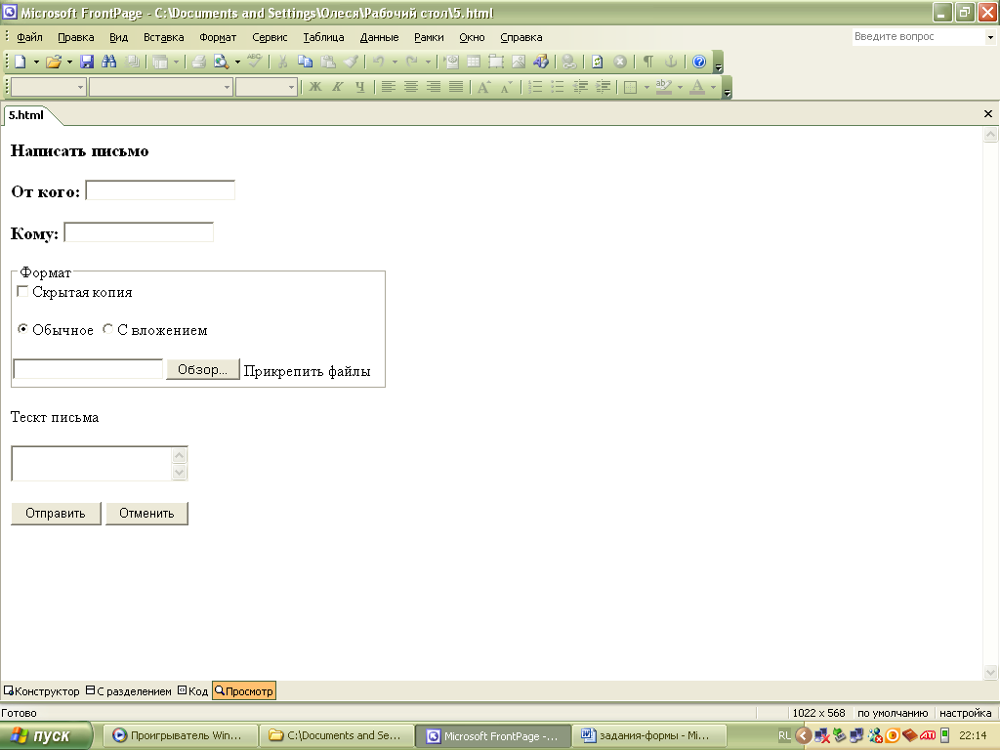 Microsoft FrontPage - C:\Documents and Settings\Олеся\Рабочий стол\5.html
Файл Правка Вид Вставка Формат Сервис Таблица Данные Рамки Окно Справка
Введите вопрос
Ж К Ч
5.html
Написать письмо
От кого:
Кому:
Формат
Скрытая копия
Обычное С вложением
Обзор... Прикрепить файлы
Тескт письма
Отправить Отменить
Конструктор С разделением Код Просмотр
Готово 1022 x 568 по умолчанию настройка
пуск Проигрыватель Win... C:\Documents and Se... Microsoft FrontPage -... задания-формы - Mi... RL 22:14